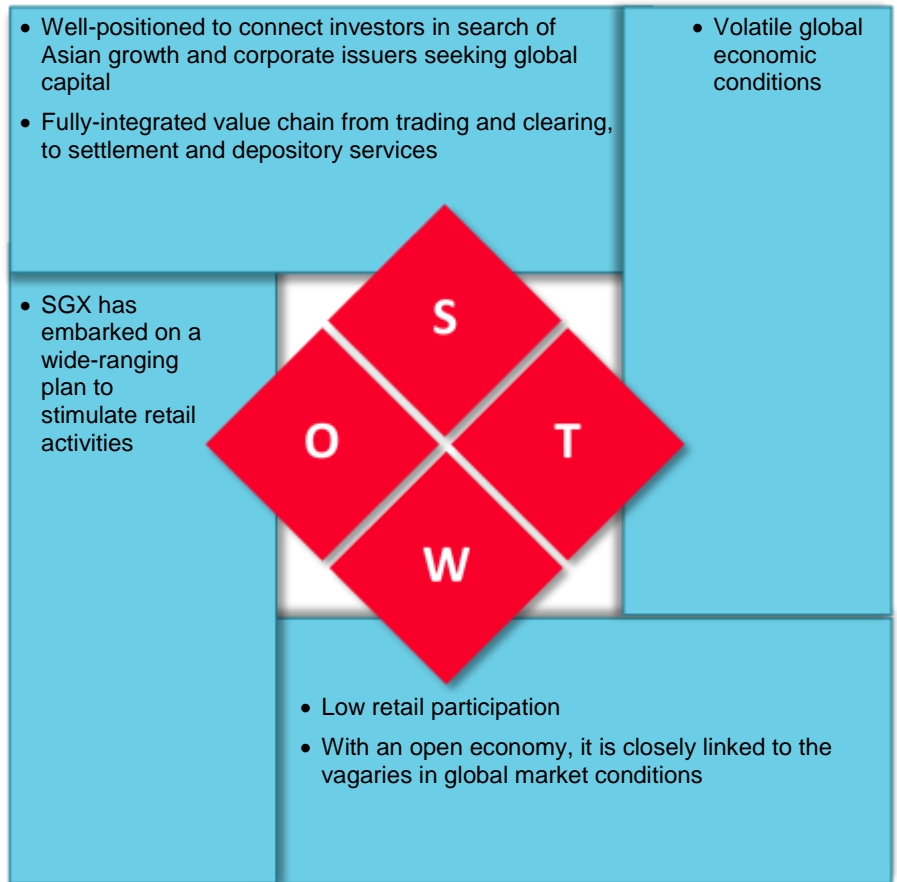 • Well-positioned to connect investors in search of
Asian growth and corporate issuers seeking global
capital
• Fully-integrated value chain from trading and clearing,
to settlement and depository services
• Volatile global
economic
conditions
• SGX has
embarked on a
wide-ranging
plan to
stimulate retail
activities
S
O
T
W
• Low retail participation
• With an open economy, it is closely linked to the
vagaries in global market conditions